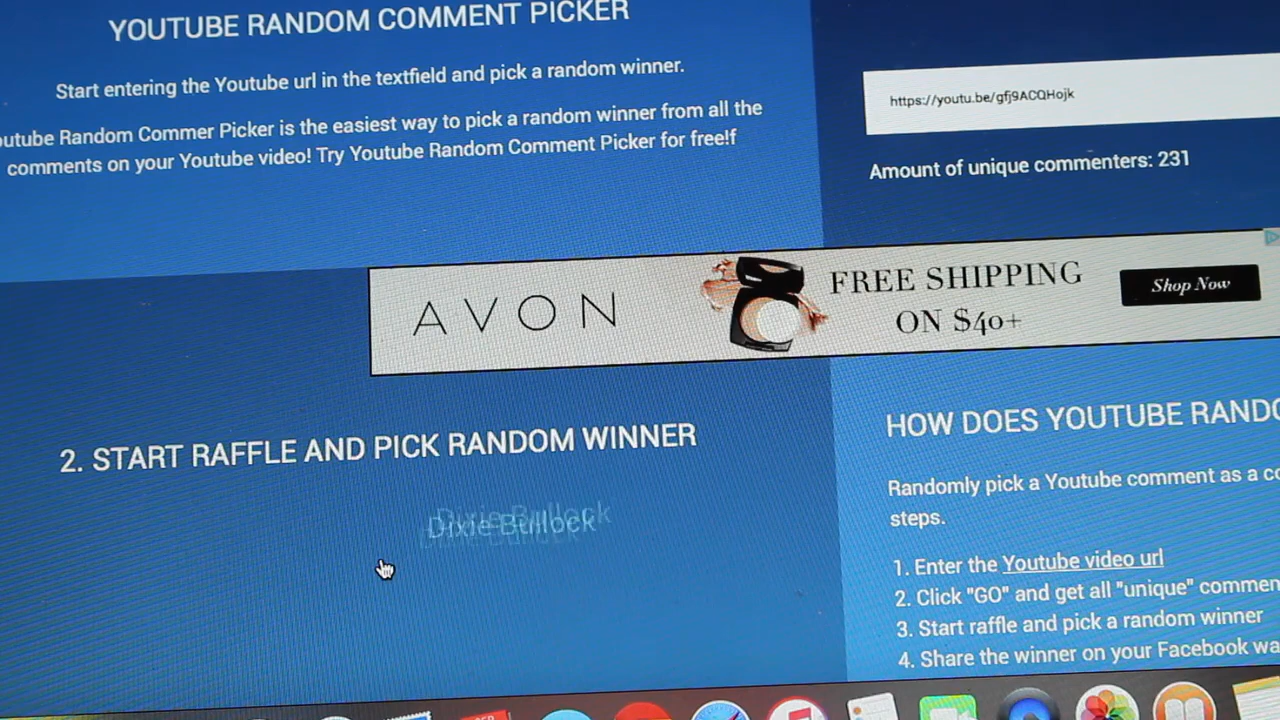 YOUTUBE RANDOM COMMENT PICKER
Start entering the Youtube url in the textfield and pick a random winner.
outube Random Commer Picker is the easiest way to pick a random winner from all the
comments on your Youtube video! Try Youtube Random Comment Picker for free!f
https://youtu.be/gfj9ACQHojk
Amount of unique commenters: 231
AVON
FREE SHIPPING
ON $40+
Shop Now
2. START RAFFLE AND PICK RANDOM WINNER
Dixie Bullock
HOW DOES YOUTUBE RANDO
Randomly pick a Youtube comment as a co
steps.
1. Enter the Youtube video url
2. Click "GO" and get all "unique" commen
3. Start raffle and pick a random winner
4. Share the winner on your Facebook wa